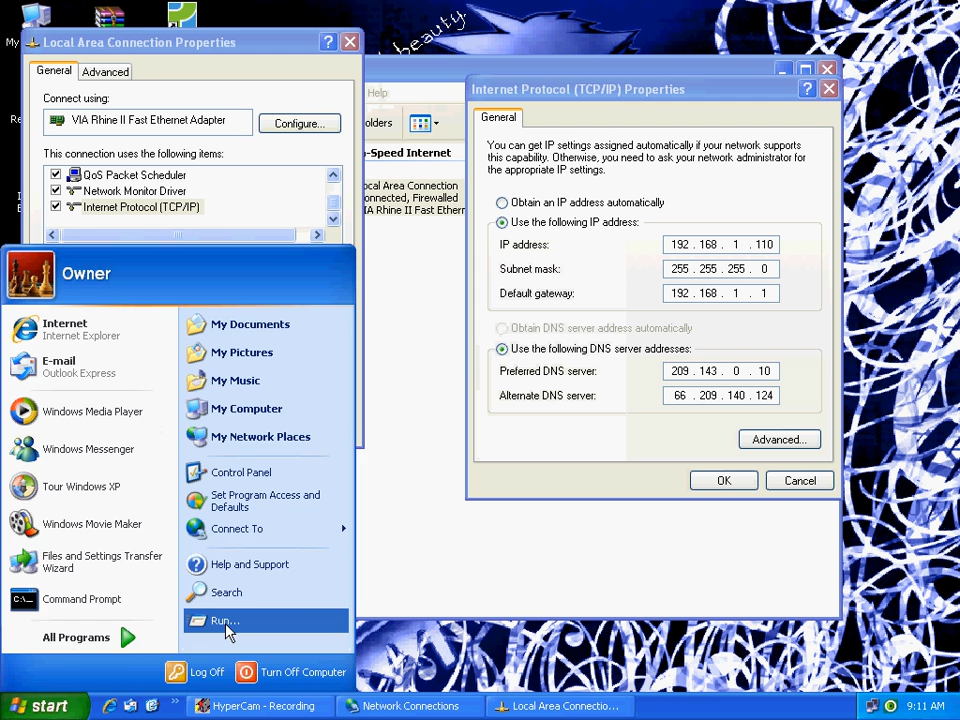 beauty
My
Local Area Connection Properties
General
Advanced
Connect using:
VIA Rhine II Fast Ethernet Adapter
Configure...
This connection uses the following items:
QoS Packet Scheduler
Network Monitor Driver
Internet Protocol (TCP/IP)
Help
olders
-Speed Internet
ocal Area Connection
onnected, Firewalled
IA Rhine II Fast Ethern
Internet Protocol (TCP/IP) Properties
General
You can get IP settings assigned automatically if your network supports
this capability. Otherwise, you need to ask your network administrator for
the appropriate IP settings.
Obtain an IP address automatically
Use the following IP address:
IP address:
192 . 168 . 1 . 110
Subnet mask:
255 . 255 . 255 . 0
Default gateway:
192 . 168 . 1 . 1
Obtain DNS server address automatically
Use the following DNS server addresses:
Preferred DNS server:
209 . 143 . 0 . 10
Alternate DNS server:
66 . 209 . 140 . 124
Advanced...
OK
Cancel
Owner
Internet
Internet Explorer
E-mail
Outlook Express
Windows Media Player
Windows Messenger
Tour Windows XP
Windows Movie Maker
Files and Settings Transfer
Wizard
C:\_
Command Prompt
All Programs
My Documents
My Pictures
My Music
My Computer
My Network Places
Control Panel
Set Program Access and
Defaults
Connect To
Help and Support
Search
Run...
Log Off
Turn Off Computer
start
HyperCam - Recording
Network Connections
Local Area Connectio...
9:11 AM